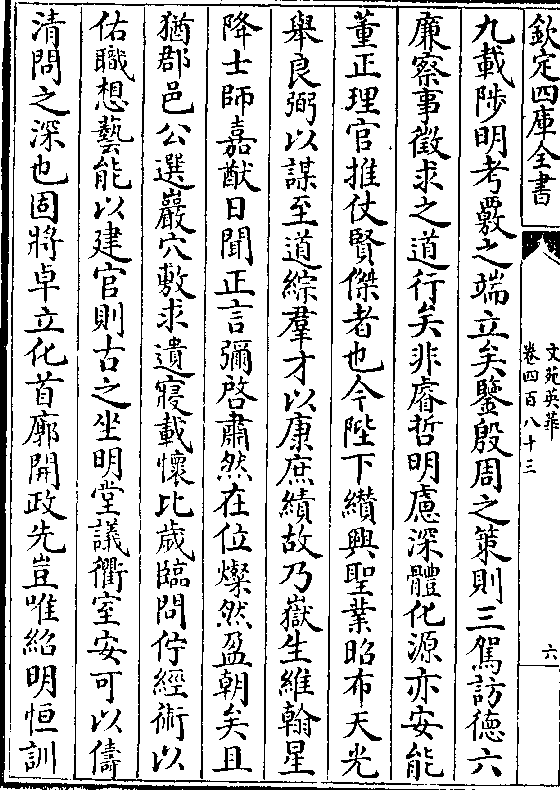 欽定四庫全書
文苑英華
卷四百八十三
六
九載陟明考覈之端立矣鑒殷周之策則三駕訪德六
廉察事徵求之道行矣非睿哲明慮深體化源亦安能
董正理官推仗賢傑者也今陛下纉興聖業昭布天光
舉良弼以謀至道綜羣才以康庶績故乃嶽生維翰星
降士師嘉猷日聞正言彌啓肅然在位燦然盈朝矣且
猶郡邑公選巖穴敷求遺寢載懷比歲臨問佇經術以
佑職想藝能以建官則古之坐明堂議衢室安可以儔
清問之深也固將卓立化首廓開政先豈唯紹明恒訓